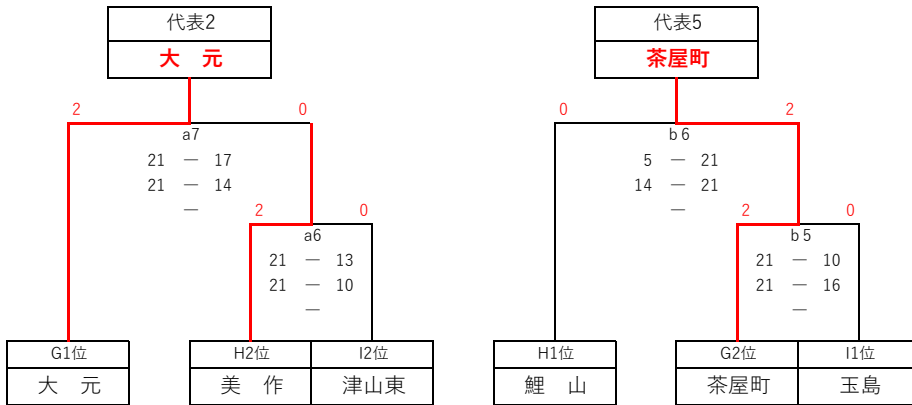 代表2
大　元
2 0
a7
21 － 17
21 － 14
－
2 0
a6
21 － 13
21 － 10
－
G1位
大　元
H2位 I2位
美　作 津山東
代表5
茶屋町
0 2
b6
5 － 21
14 － 21
－
2 0
b5
21 － 10
21 － 16
－
H1位
鯉　山
G2位 I1位
茶屋町 玉島